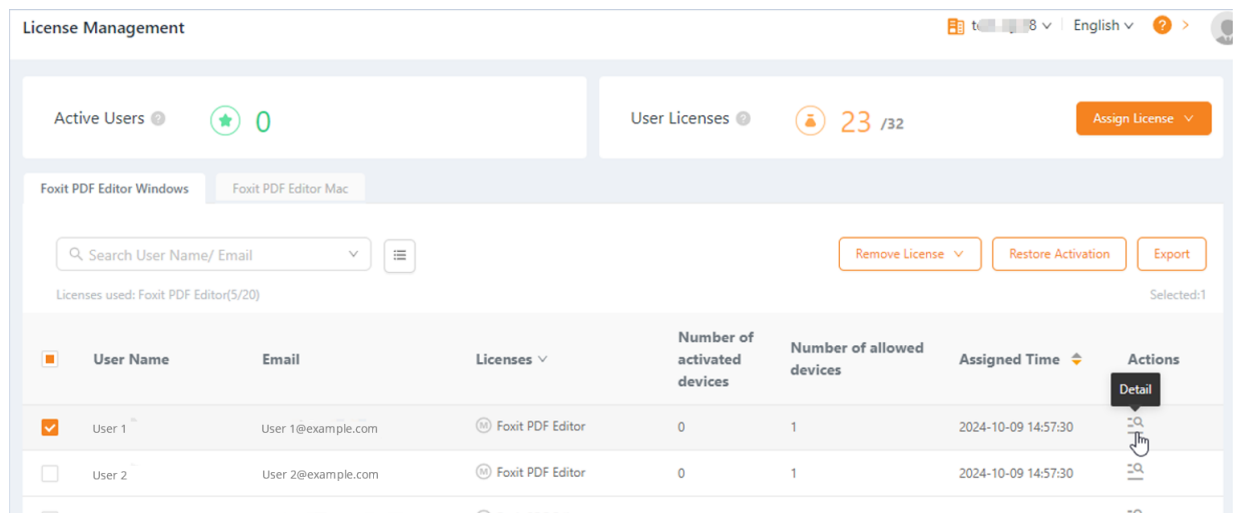 License Management
English
Active Users
0
User Licenses
23 /32
Assign License
Foxit PDF Editor Windows
Foxit PDF Editor Mac
Search User Name/ Email
Remove License
Restore Activation
Export
Licenses used: Foxit PDF Editor(5/20)
Selected:1
User Name
Email
Licenses
Number of
activated
devices
Number of allowed
devices
Assigned Time
Actions
Detail
User 1
User 1@example.com
M
Foxit PDF Editor
0
1
2024-10-09 14:57:30
User 2
User 2@example.com
M
Foxit PDF Editor
0
1
2024-10-09 14:57:30